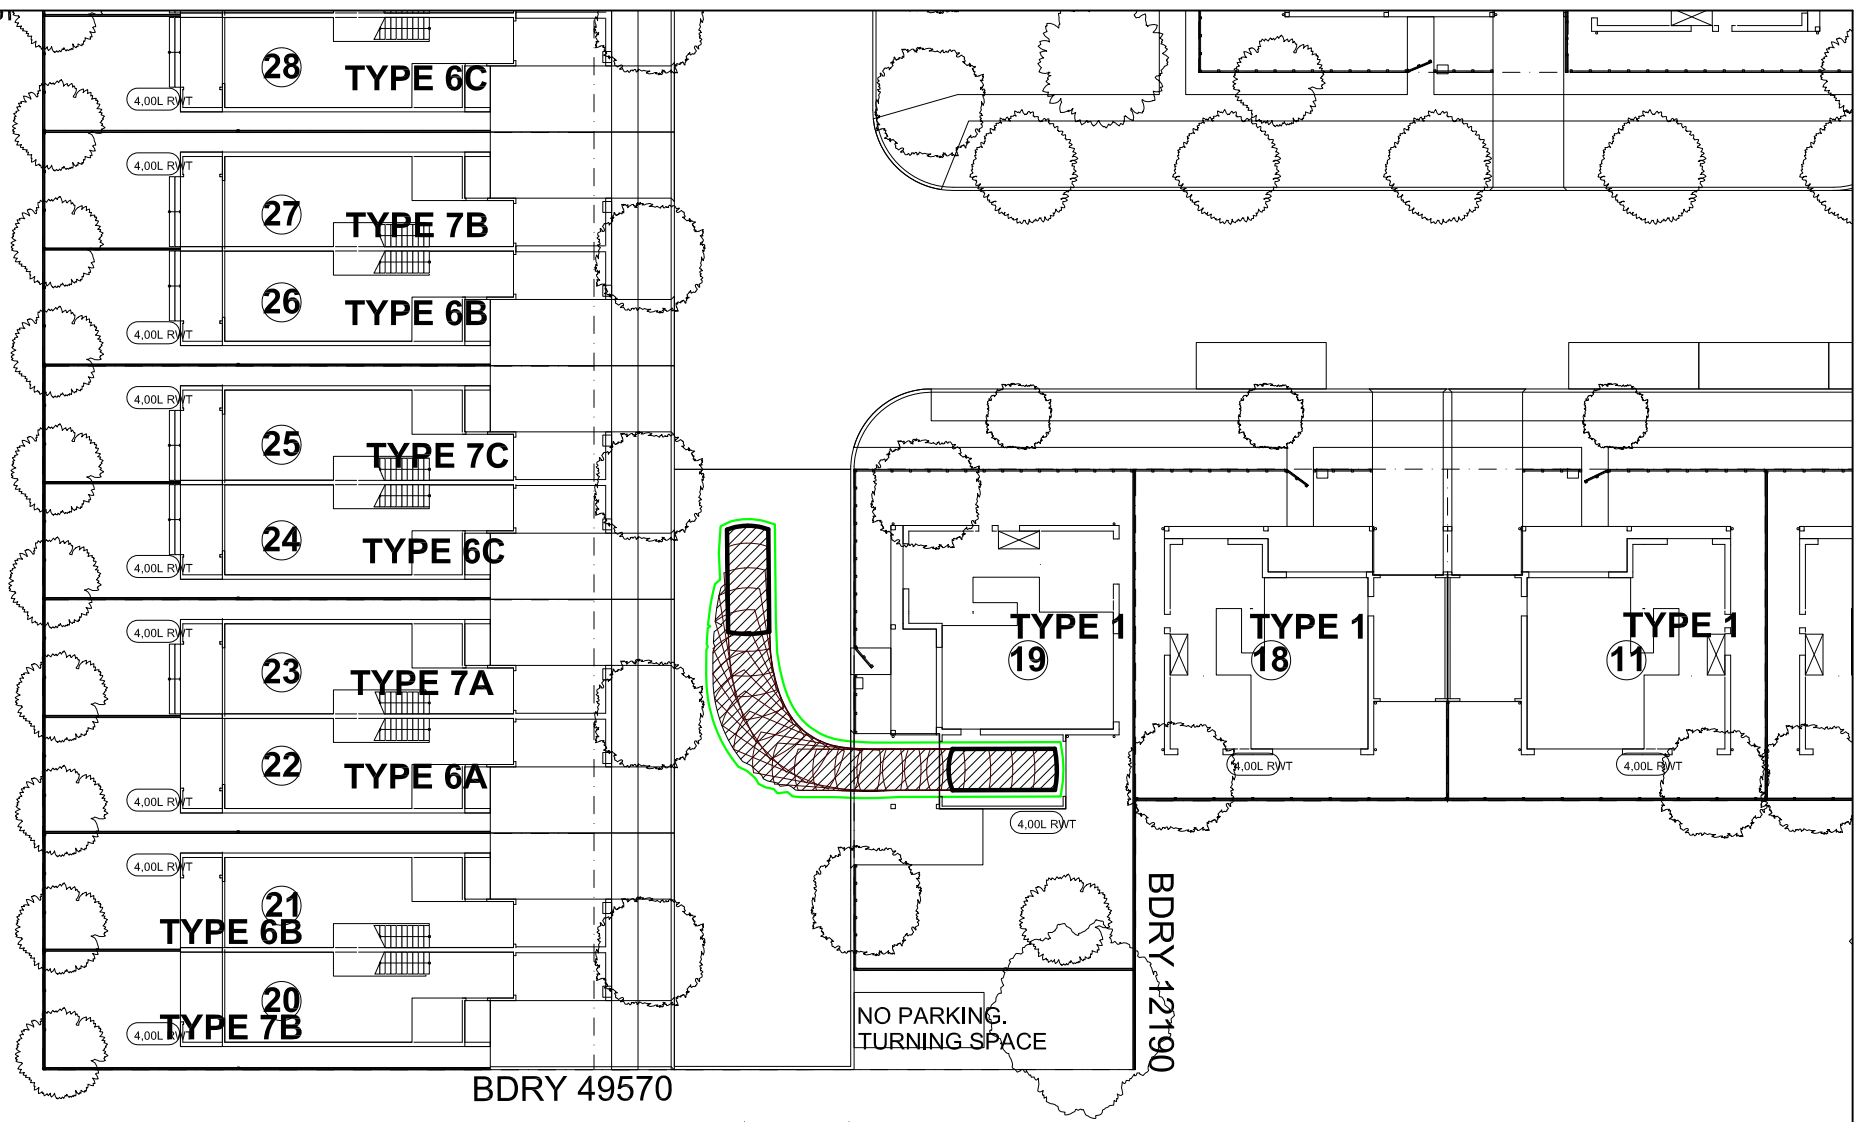 28
TYPE 6C
4,00L RWT
4,00L RWT
27
TYPE 7B
26
TYPE 6B
4,00L RWT
4,00L RWT
25
TYPE 7C
24
TYPE 6C
4,00L RWT
4,00L RWT
23
TYPE 7A
22
TYPE 6A
4,00L RWT
4,00L RWT
21
TYPE 6B
20
TYPE 7B
4,00L RWT
BDRY 49570
TYPE 1
19
4,00L RWT
TYPE 1
18
4,00L RWT
TYPE 1
11
4,00L RWT
BDRY 12190
NO PARKING.
TURNING SPACE